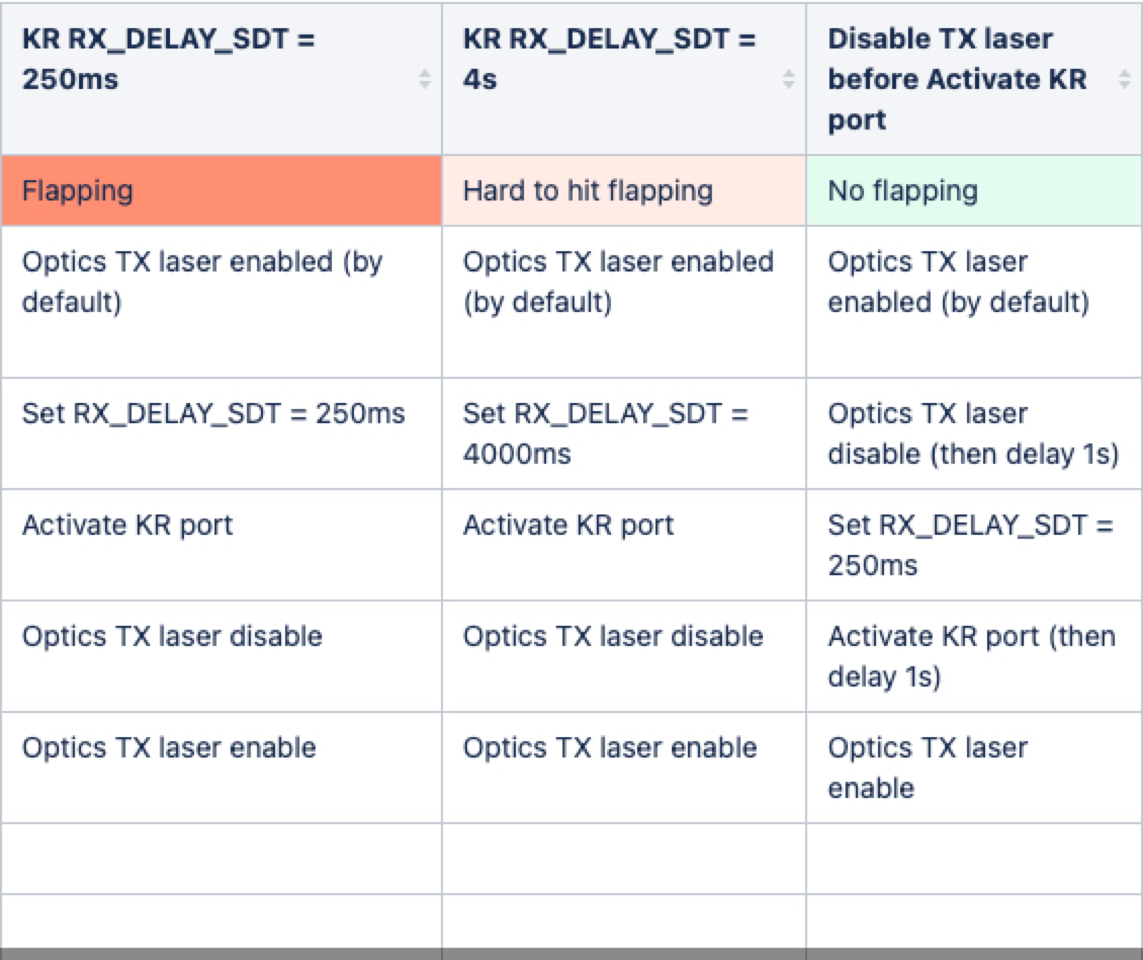 KR RX_DELAY_SDT =
250ms
KR RX_DELAY_SDT =
4s
Disable TX laser
before Activate KR
port
Flapping
Hard to hit flapping
No flapping
Optics TX laser enabled (by
default)
Optics TX laser enabled
(by default)
Optics TX laser
enabled (by default)
Set RX_DELAY_SDT = 250ms
Set RX_DELAY_SDT =
4000ms
Optics TX laser
disable (then delay 1s)
Activate KR port
Activate KR port
Set RX_DELAY_SDT =
250ms
Optics TX laser disable
Optics TX laser disable
Activate KR port (then
delay 1s)
Optics TX laser enable
Optics TX laser enable
Optics TX laser
enable